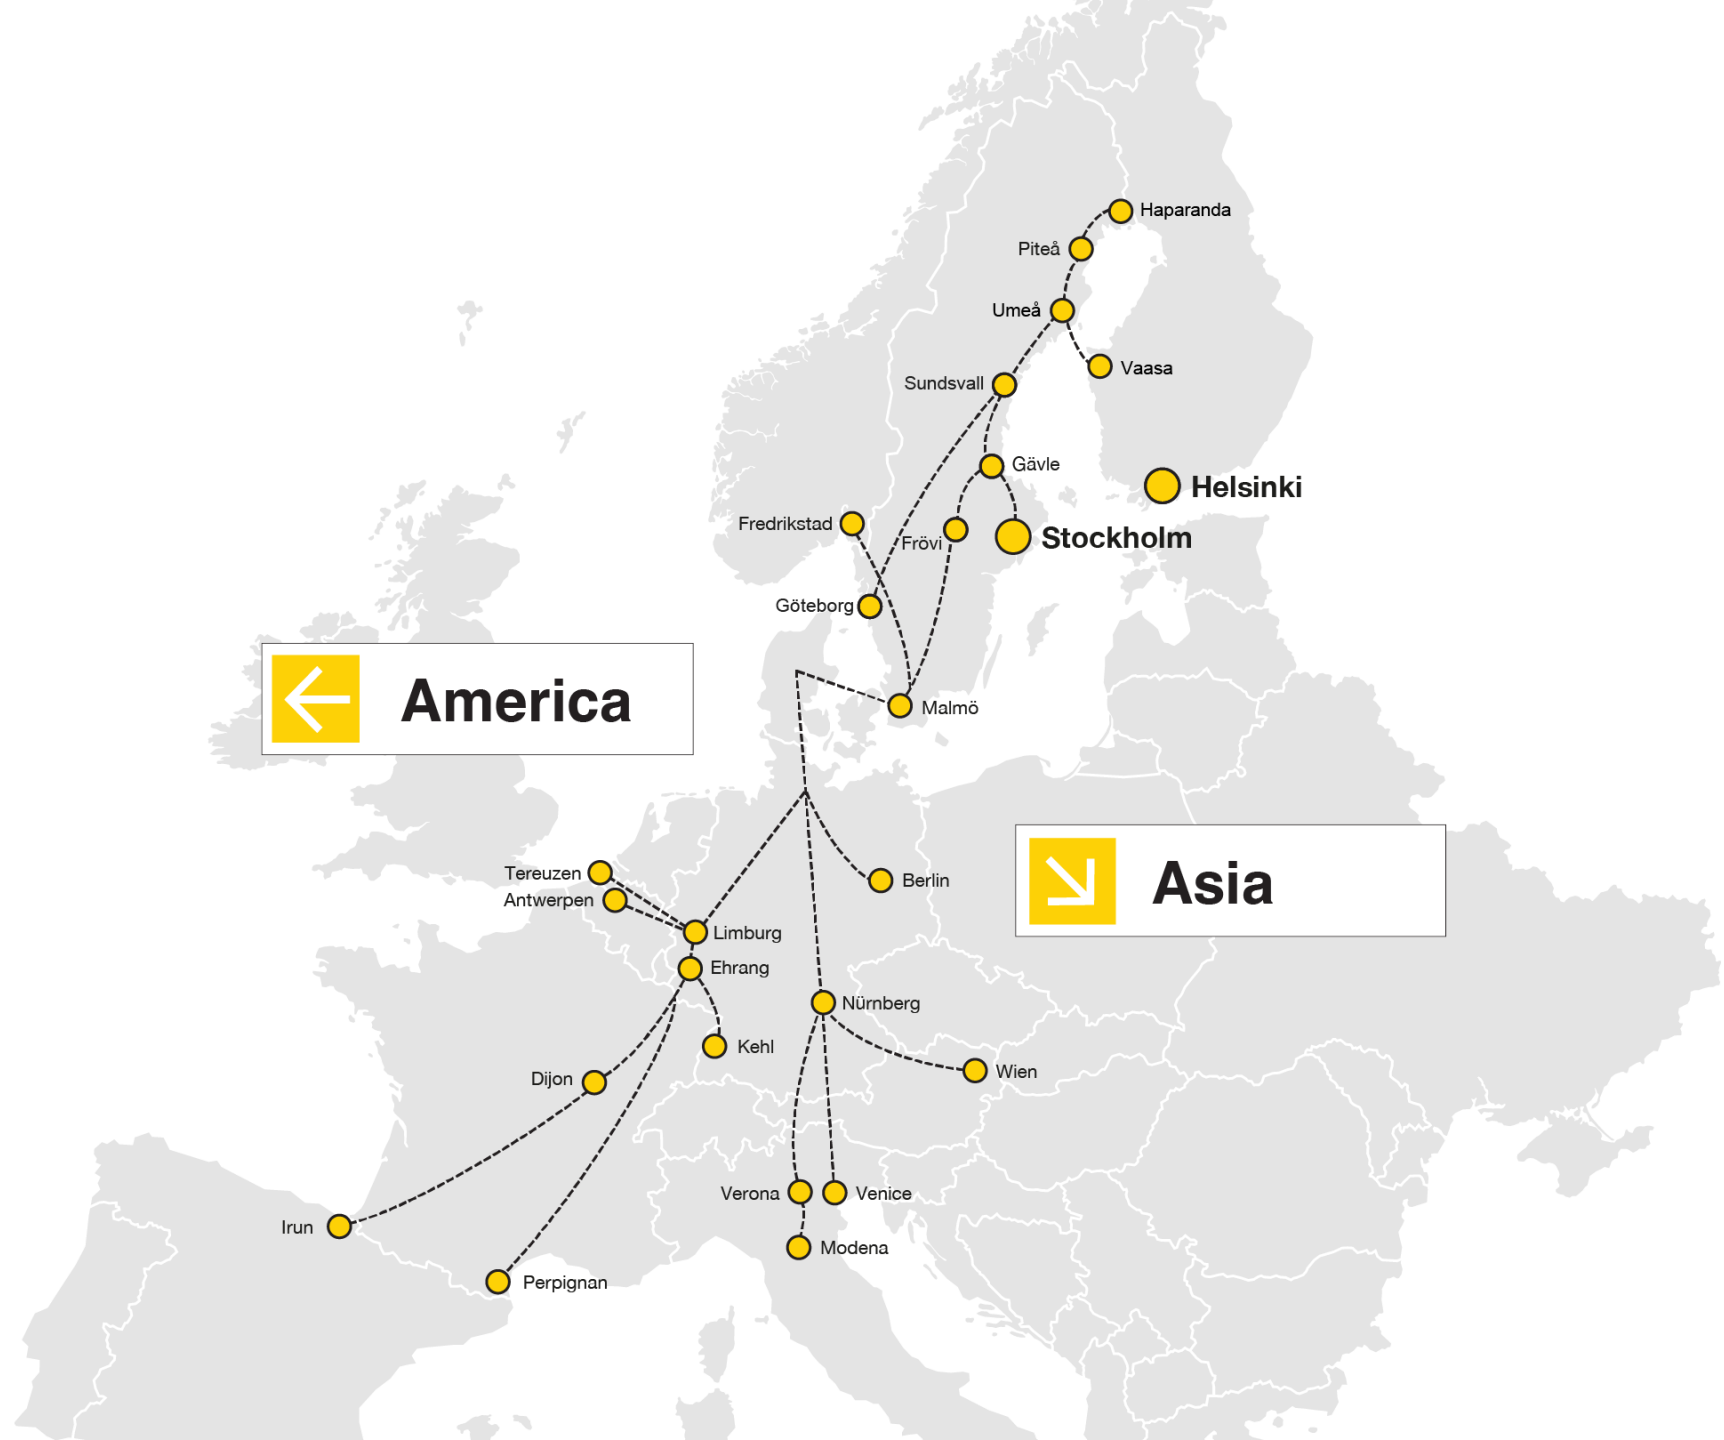 Haparanda
Piteå
Umeå
Vaasa
Sundsvall
Gävle
Helsinki
Fredrikstad
Frövi
Stockholm
Göteborg
America
Malmö
Tereuzen
Berlin
Asia
Antwerpen
Limburg
Ehrang
Nürnberg
Kehl
Dijon
Wien
Verona
Venice
Irun
Modena
Perpignan